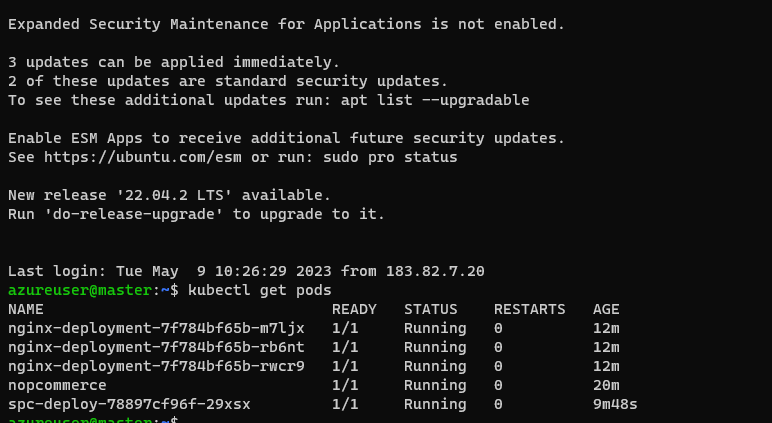 Expanded Security Maintenance for Applications is not enabled.
3 updates can be applied immediately.
2 of these updates are standard security updates.
To see these additional updates run: apt list --upgradable
Enable ESM Apps to receive additional future security updates.
See https://ubuntu.com/esm or run: sudo pro status
New release '22.04.2 LTS' available.
Run 'do-release-upgrade' to upgrade to it.
Last login: Tue May  9 10:26:29 2023 from 183.82.7.20
azureuser@master:~$ kubectl get pods
NAME READY STATUS RESTARTS AGE
nginx-deployment-7f784bf65b-m7ljx 1/1 Running 0 12m
nginx-deployment-7f784bf65b-rb6nt 1/1 Running 0 12m
nginx-deployment-7f784bf65b-rwcr9 1/1 Running 0 12m
nopcommerce 1/1 Running 0 20m
spc-deploy-78897cf96f-29xsx 1/1 Running 0 9m48s
azureuser@master:~$